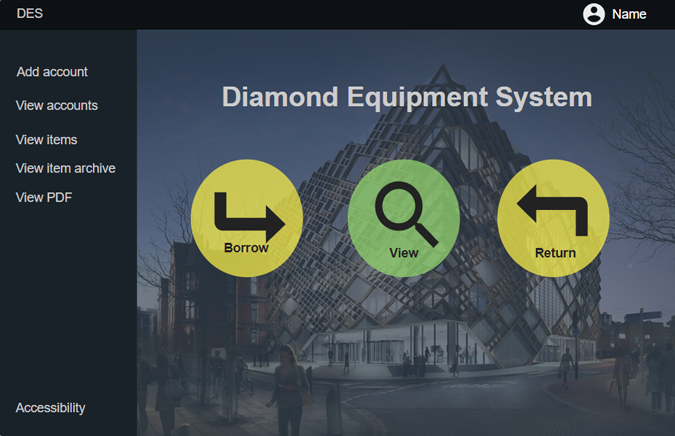 DES
Name
Add account
View accounts
View items
View item archive
View PDF
Accessibility
Diamond Equipment System
Borrow
View
Return